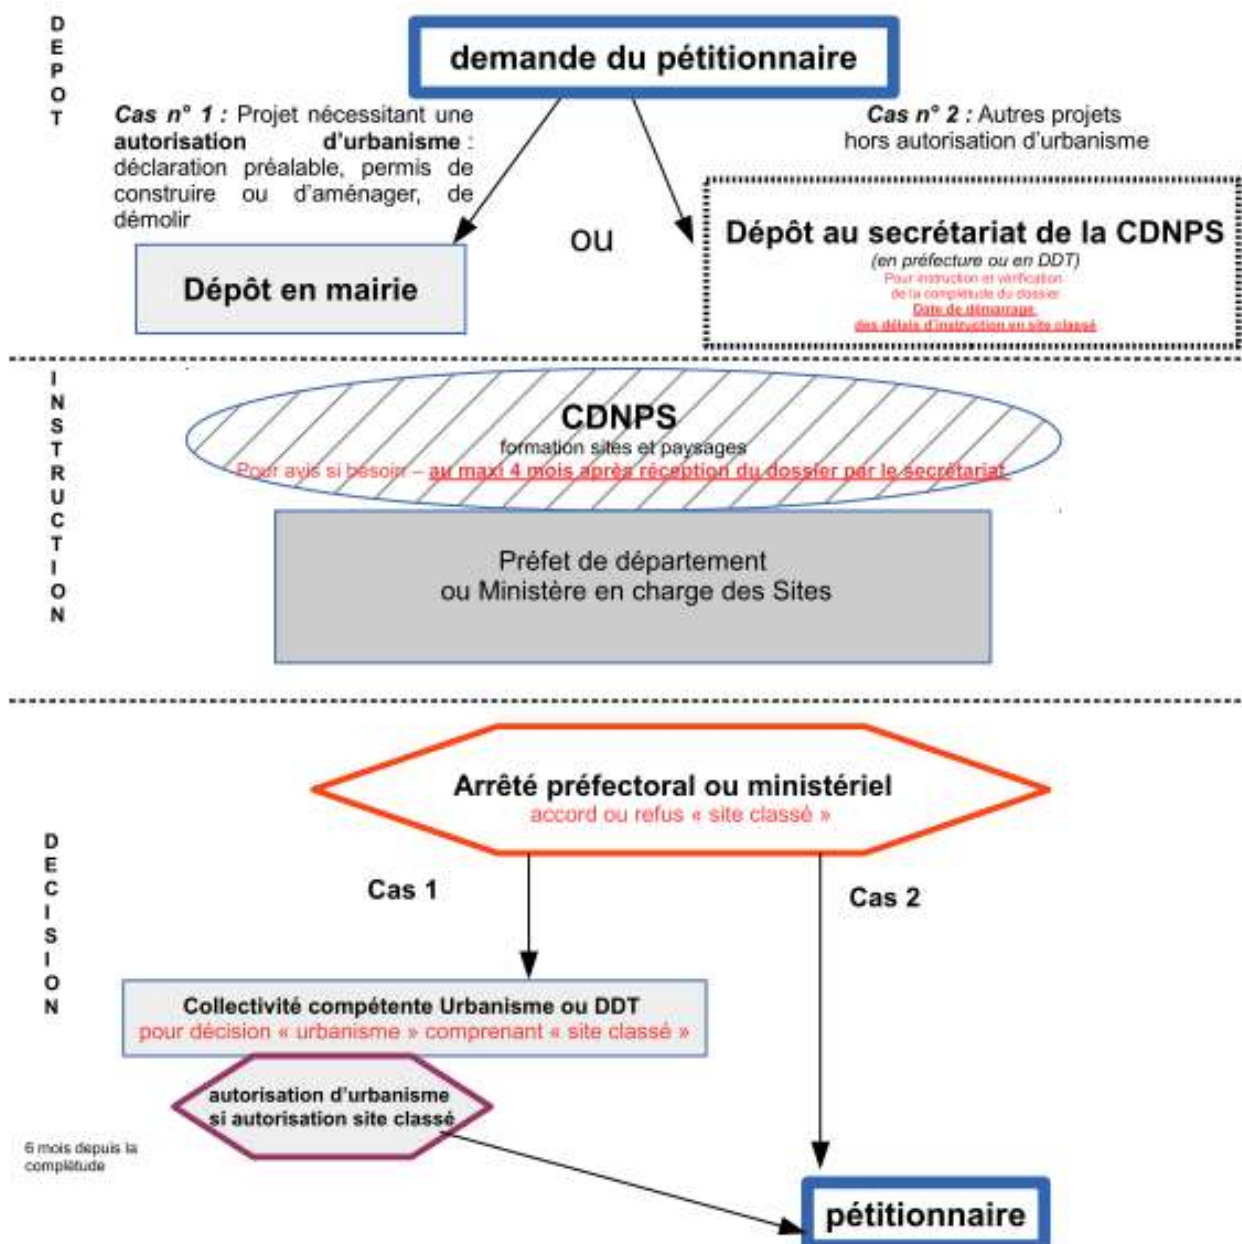 DEPOT
demande du pétitionnaire
Cas n° 1 : Projet nécessitant une
autorisation d'urbanisme :
déclaration préalable, permis de
construire ou d'aménager, de
démolir
Cas n° 2 : Autres projets
hors autorisation d'urbanisme
ou
Dépôt en mairie
Dépôt au secrétariat de la CDNPS
(en préfecture ou en DDT)
Pour instruction et vérification
de la complétude du dossier
Date de démarrage
des délais d'instruction en site classé
INSTRUCTION
CDNPS
formation sites et paysages
Pour avis si besoin – au maxi 4 mois après réception du dossier par le secrétariat
Préfet de département
ou Ministère en charge des Sites
DECISION
Arrêté préfectoral ou ministériel
accord ou refus « site classé »
Cas 1
Cas 2
Collectivité compétente Urbanisme ou DDT
pour décision « urbanisme » comprenant « site classé »
autorisation d'urbanisme
si autorisation site classé
6 mois depuis la
complétude
pétitionnaire